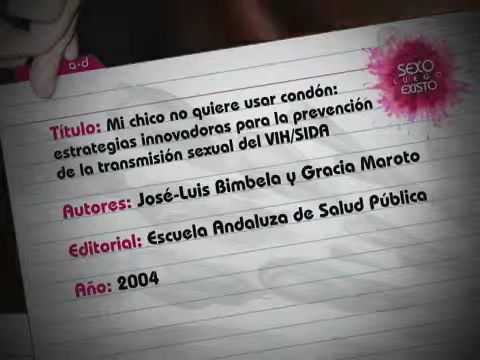 a-d
SEXO
LUEGO
EXISTO
Título: Mi chico no quiere usar condón:
estrategias innovadoras para la prevención
de la transmisión sexual del VIH/SIDA
Autores: José-Luis Bimbela y Gracia Maroto
Editorial: Escuela Andaluza de Salud Pública
Año: 2004